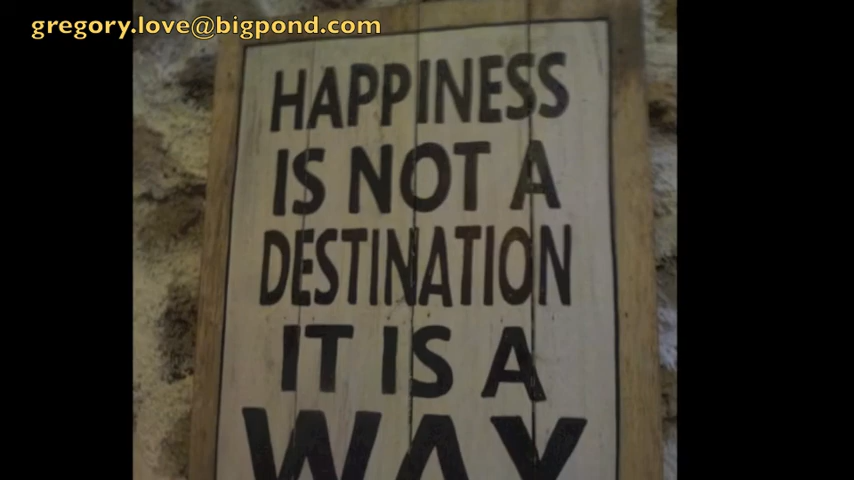 gregory.love@bigpond.com
HAPPINESS
IS NOT A
DESTINATION
IT IS A
WAY